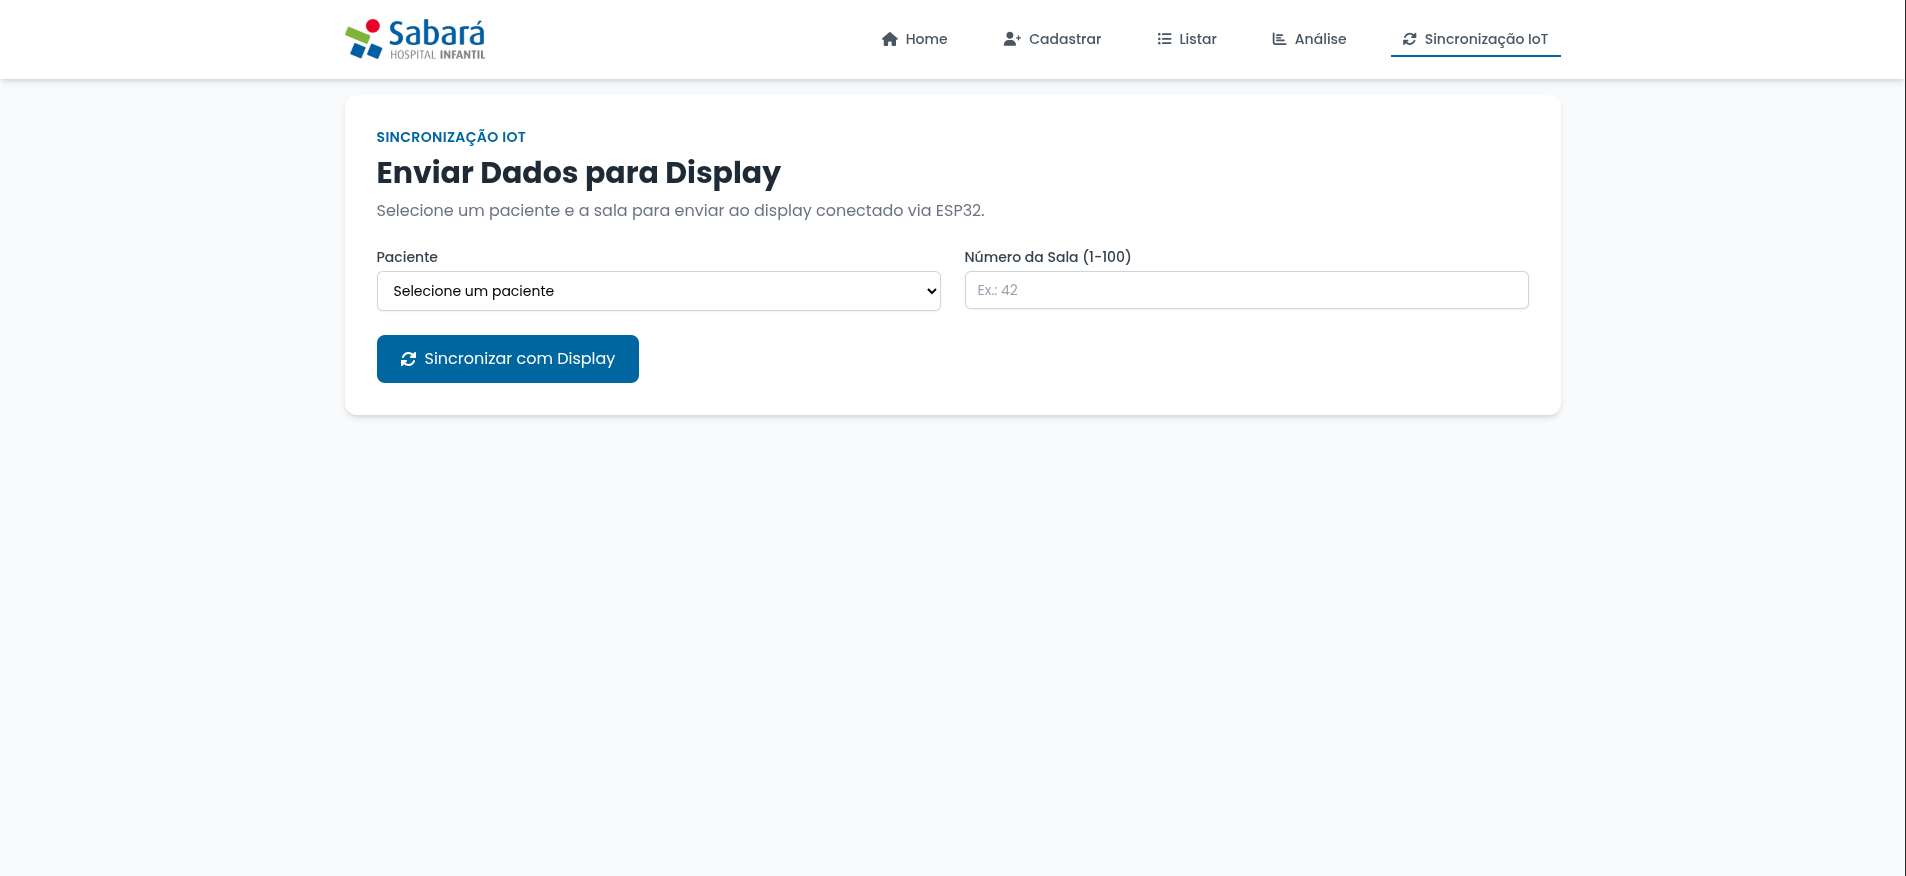 Sabará
HOSPITAL INFANTIL
Home
Cadastrar
Listar
Análise
Sincronização IoT
SINCRONIZAÇÃO IOT
Enviar Dados para Display
Selecione um paciente e a sala para enviar ao display conectado via ESP32.
Paciente
Número da Sala (1-100)
Selecione um paciente
Ex.: 42
Sincronizar com Display